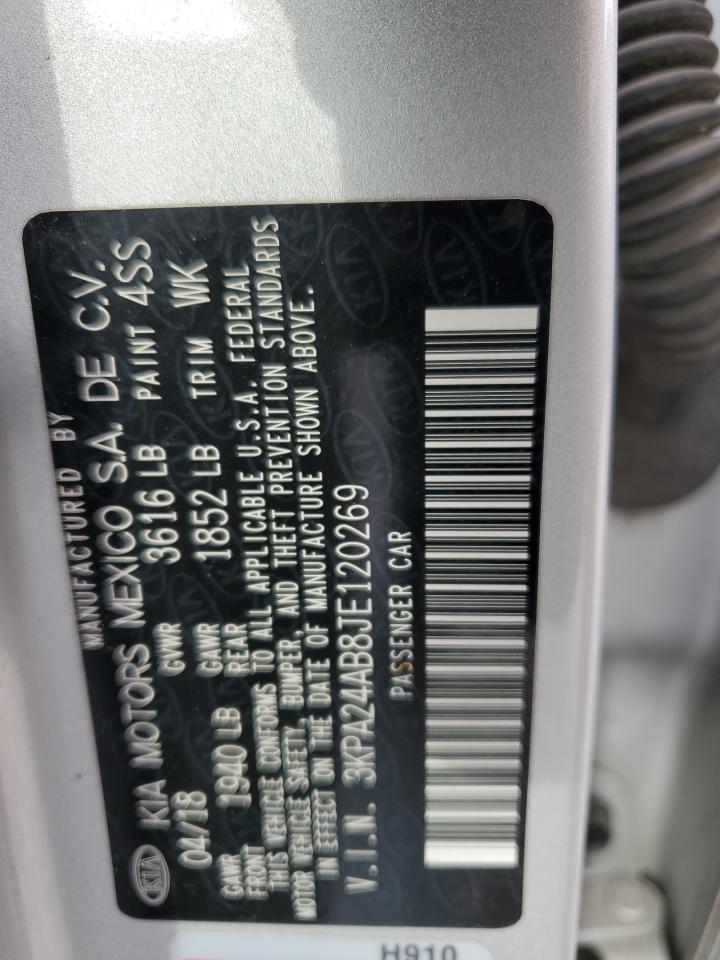 MANUFACTURED BY
KIA KIA MOTORS MEXICO S.A. DE C.V.
04/18 GVWR 3616 LB PAINT 4SS
GAWR FRONT 1940 LB GAWR REAR 1852 LB TRIM WK
THIS VEHICLE CONFORMS TO ALL APPLICABLE U.S.A. FEDERAL
MOTOR VEHICLE SAFETY, BUMPER, AND THEFT PREVENTION STANDARDS
IN EFFECT ON THE DATE OF MANUFACTURE SHOWN ABOVE.
V.I.N. 3KPA24AB8JE120269
PASSENGER CAR
H910